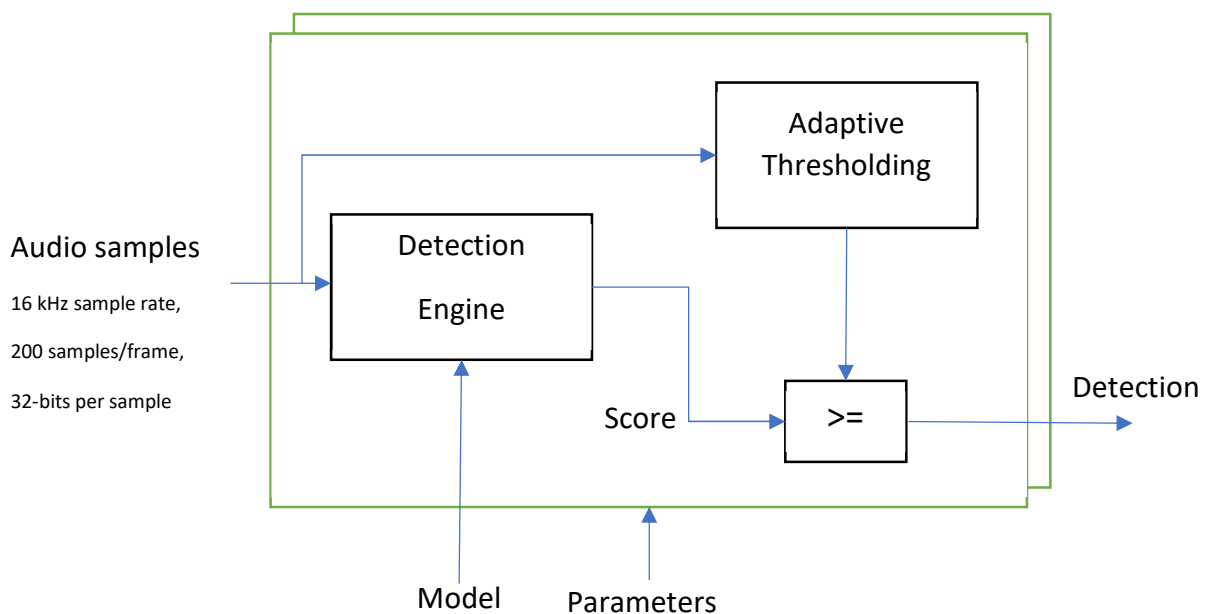 Adaptive
Thresholding
Audio samples
16 kHz sample rate,
200 samples/frame,
32-bits per sample
Detection
Engine
Score
>=
Detection
Model
Parameters